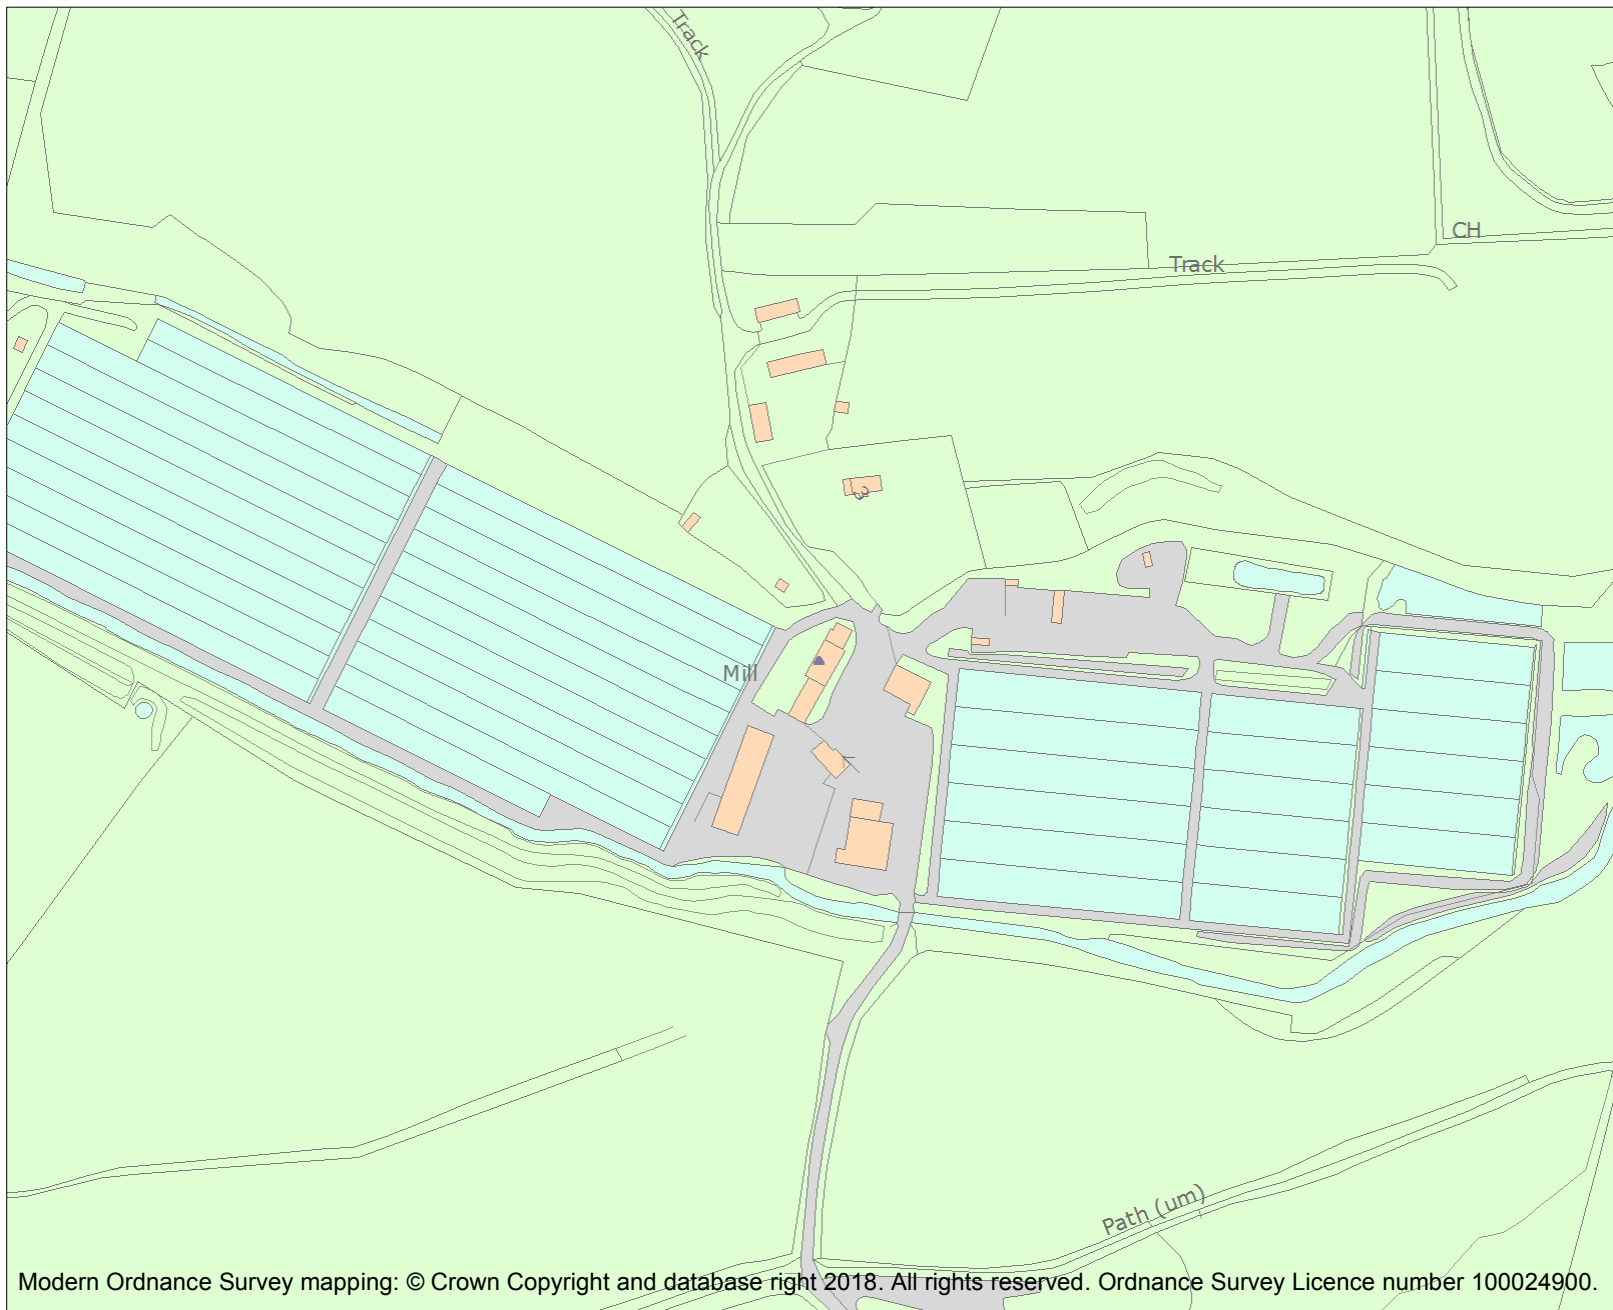 Track
CH
Track
3
Mill
Path (um)
Modern Ordnance Survey mapping: © Crown Copyright and database right 2018. All rights reserved. Ordnance Survey Licence number 100024900.